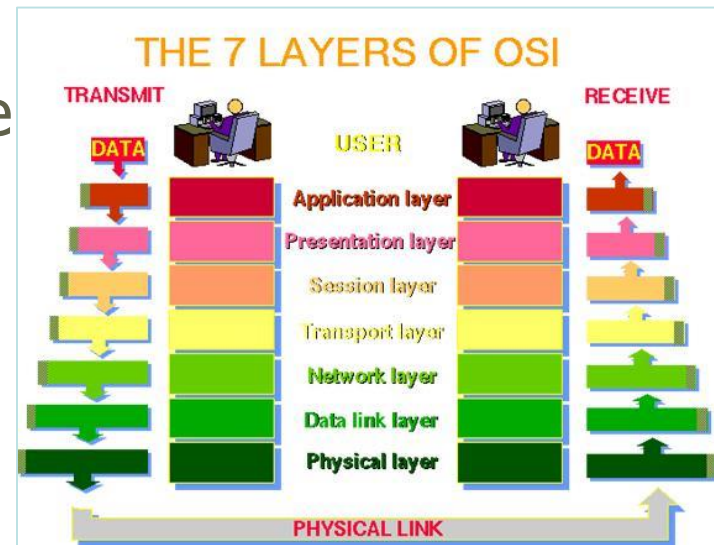 THE 7 LAYERS OF OSI
TRANSMIT
RECEIVE
e
DATA
USER
DATA
Application layer
Presentation layer
Session layer
Transport layer
Network layer
Data link layer
Physical layer
PHYSICAL LINK